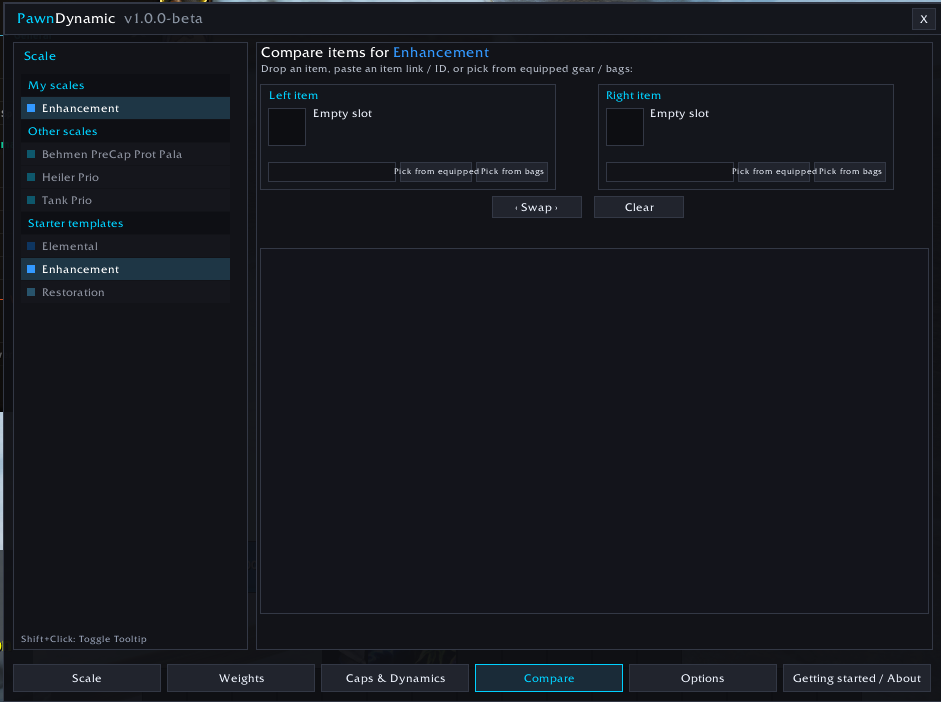 PawnDynamic v1.0.0-beta
X
Scale
My scales
Enhancement
Other scales
Behmen PreCap Prot Pala
Heiler Prio
Tank Prio
Starter templates
Elemental
Enhancement
Restoration
Shift+Click: Toggle Tooltip
Compare items for Enhancement
Drop an item, paste an item link / ID, or pick from equipped gear / bags:
Left item
Empty slot
Pick from equipped Pick from bags
Right item
Empty slot
Pick from equipped Pick from bags
‹ Swap ›
Clear
Scale
Weights
Caps & Dynamics
Compare
Options
Getting started / About